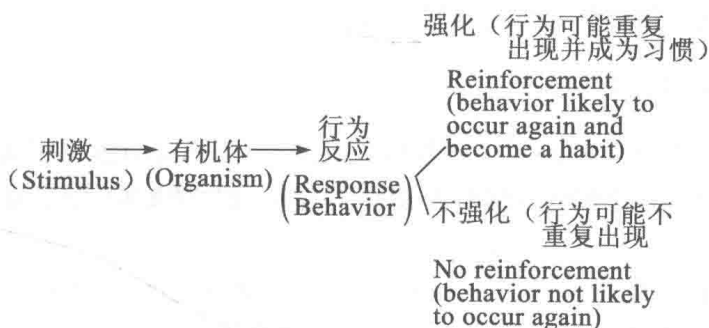 强化（行为可能重复
出现并成为习惯）
Reinforcement
(behavior likely to
occur again and
become a habit)
行为
刺激 有机体 反应
(Stimulus) (Organism) (Response
Behavior)
不强化（行为可能不
重复出现
No reinforcement
(behavior not likely
to occur again)